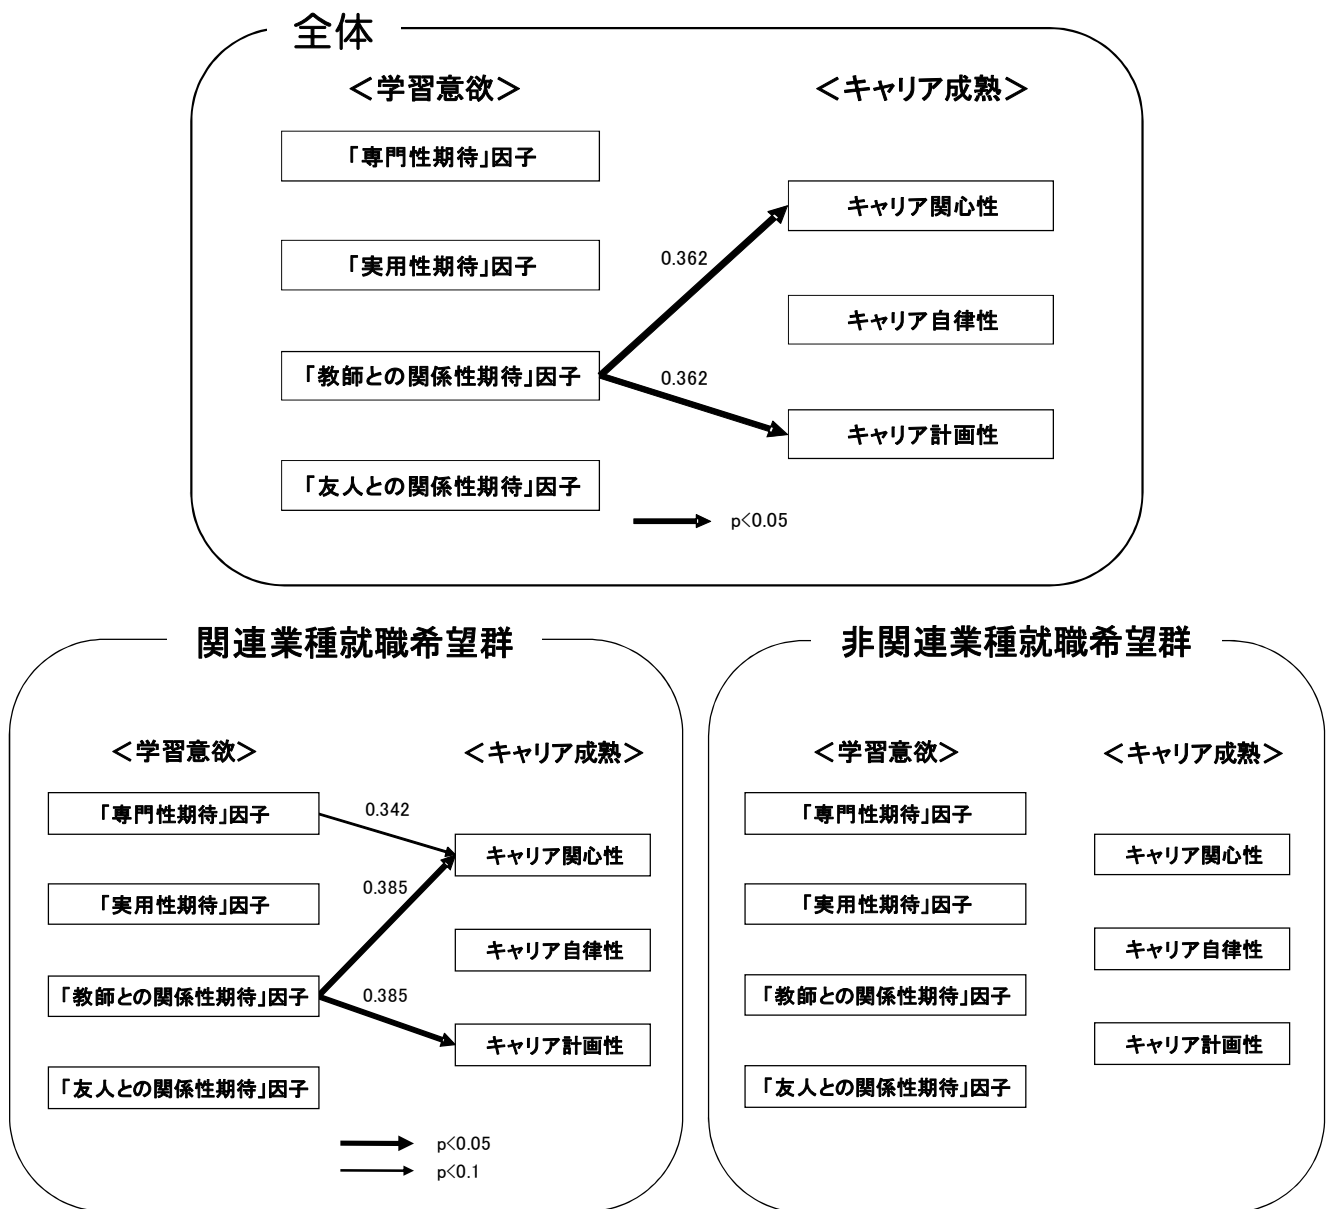 全体
＜学習意欲＞
＜キャリア成熟＞
「専門性期待」因子
キャリア関心性
「実用性期待」因子
0.362
キャリア自律性
「教師との関係性期待」因子
0.362
キャリア計画性
「友人との関係性期待」因子
p<0.05
関連業種就職希望群
＜学習意欲＞
＜キャリア成熟＞
「専門性期待」因子
0.342
キャリア関心性
0.385
「実用性期待」因子
キャリア自律性
「教師との関係性期待」因子
0.385
キャリア計画性
「友人との関係性期待」因子
p<0.05
p<0.1
非関連業種就職希望群
＜学習意欲＞
＜キャリア成熟＞
「専門性期待」因子
キャリア関心性
「実用性期待」因子
キャリア自律性
「教師との関係性期待」因子
キャリア計画性
「友人との関係性期待」因子